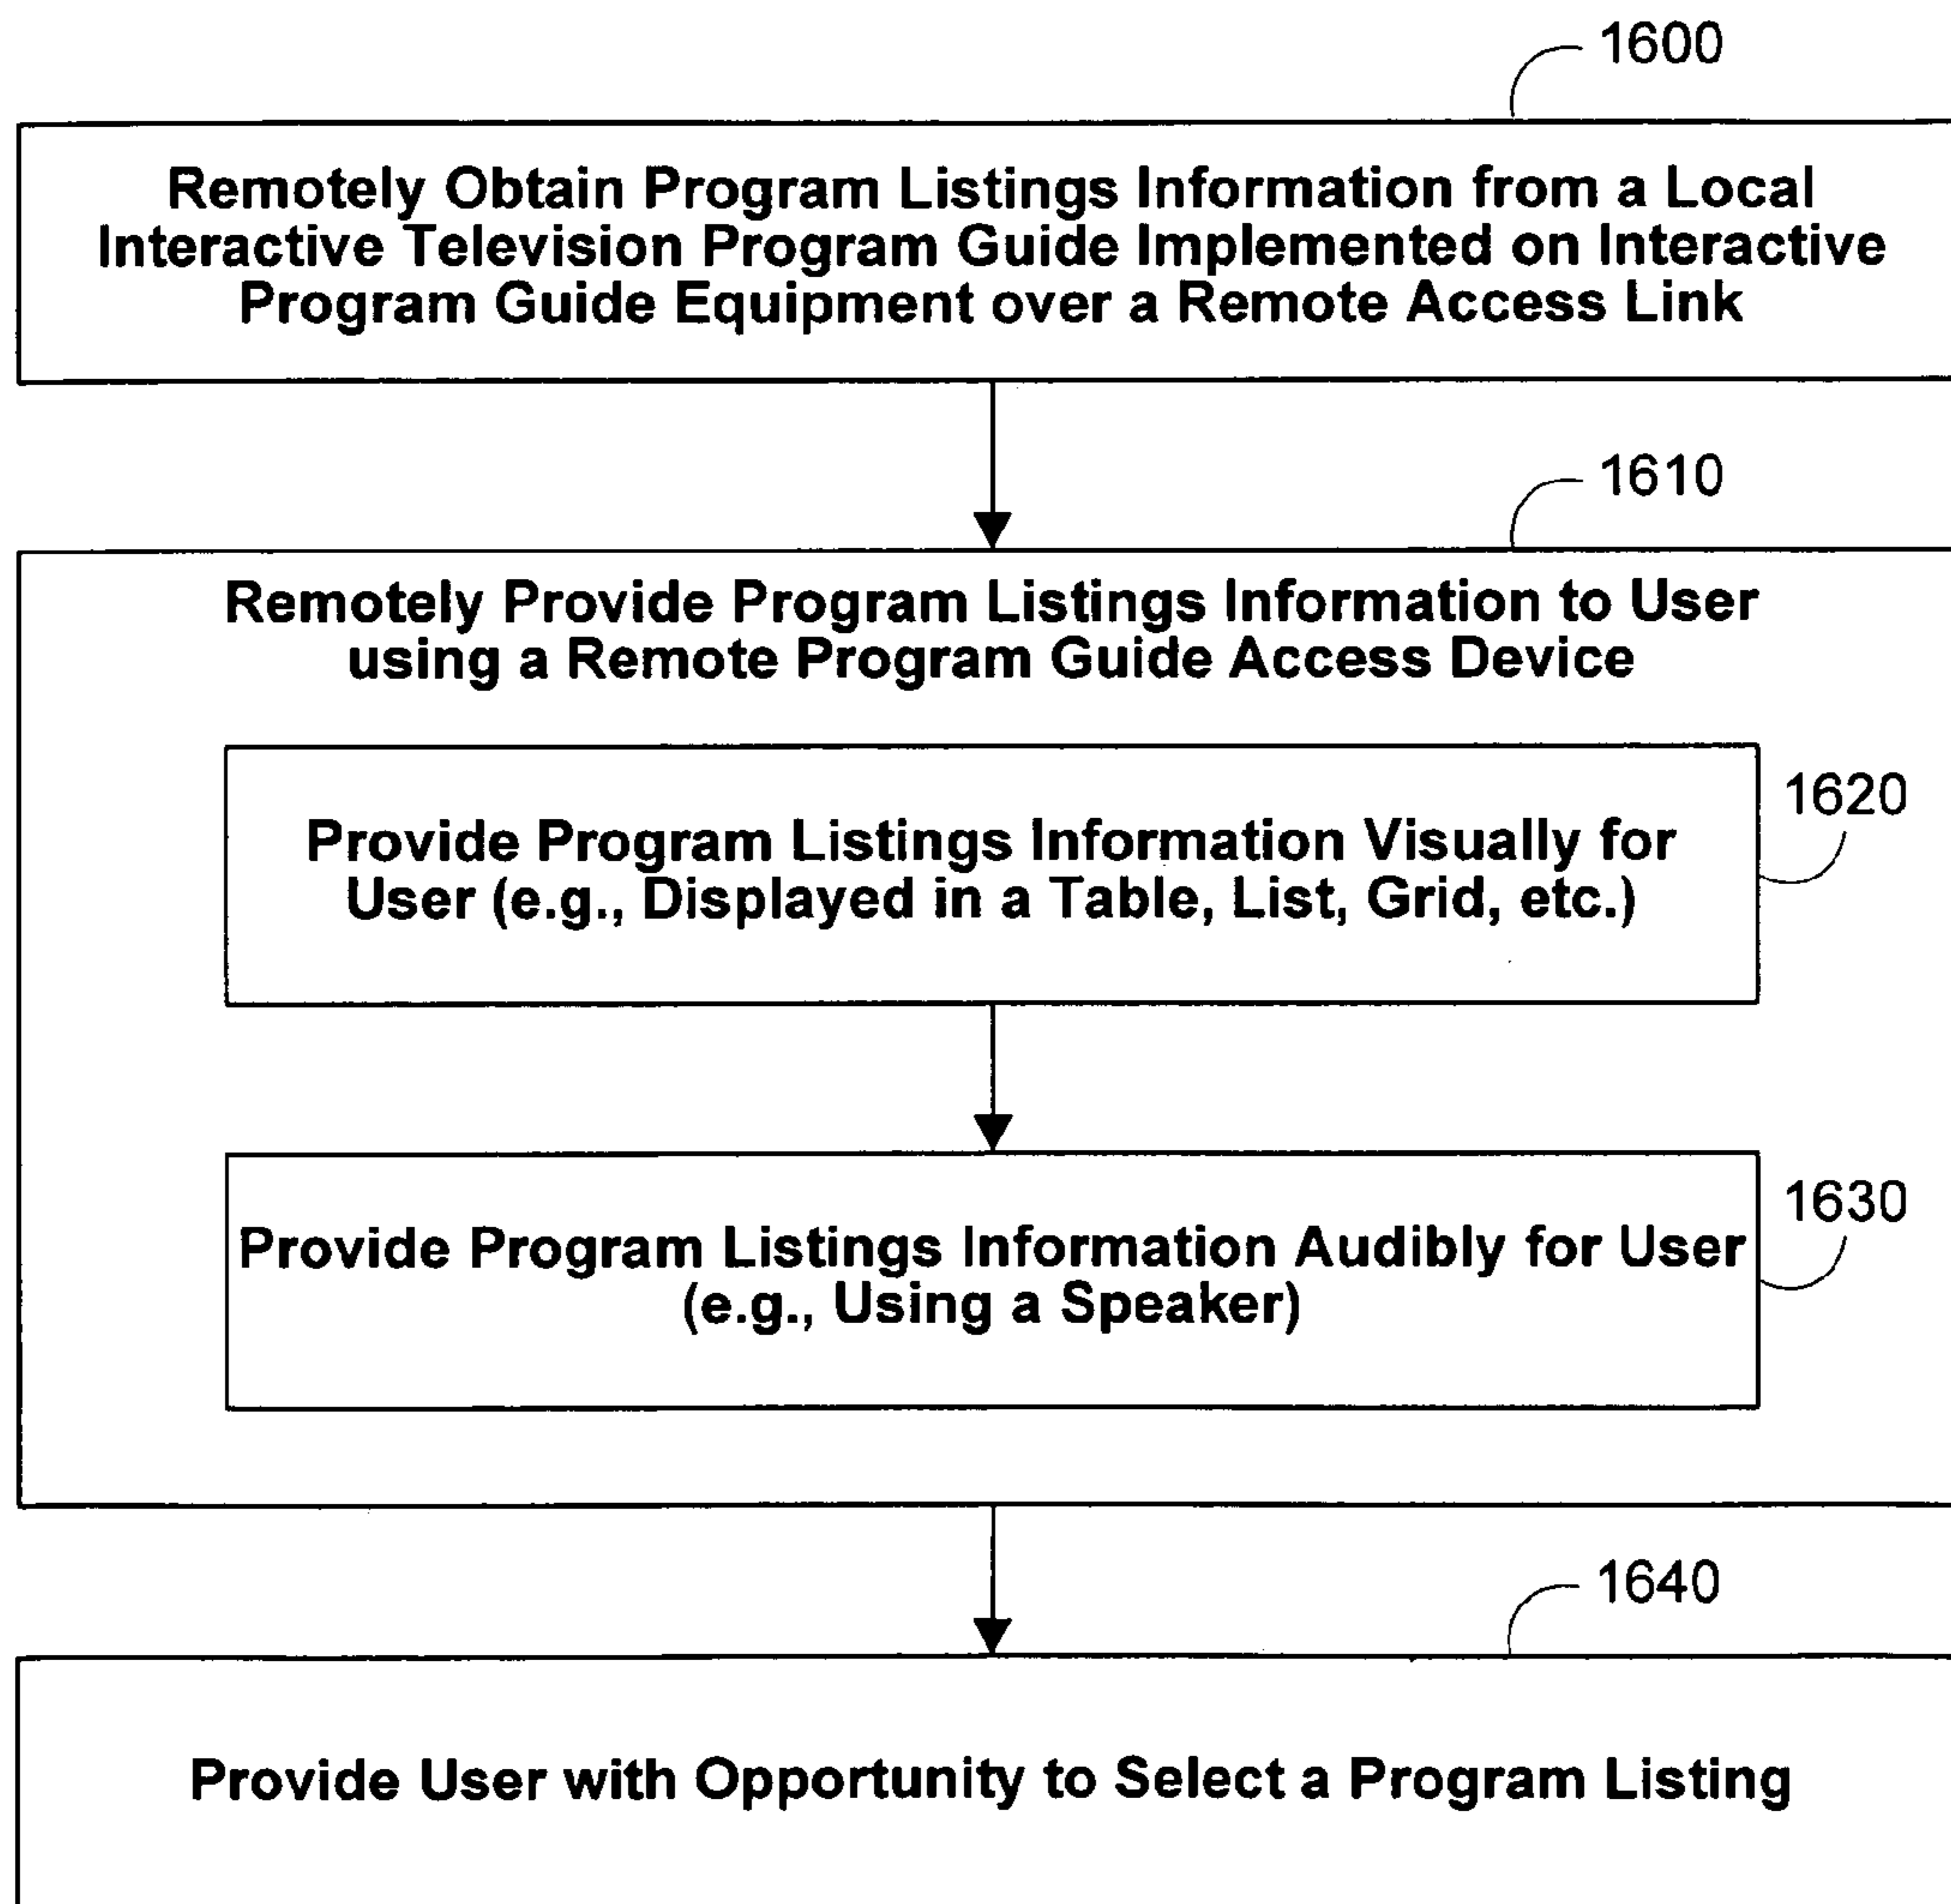 1600
Remotely Obtain Program Listings Information from a Local
Interactive Television Program Guide Implemented on Interactive
Program Guide Equipment over a Remote Access Link
1610
Remotely Provide Program Listings Information to User
using a Remote Program Guide Access Device
1620
Provide Program Listings Information Visually for
User (e.g., Displayed in a Table, List, Grid, etc.)
1630
Provide Program Listings Information Audibly for User
(e.g., Using a Speaker)
1640
Provide User with Opportunity to Select a Program Listing